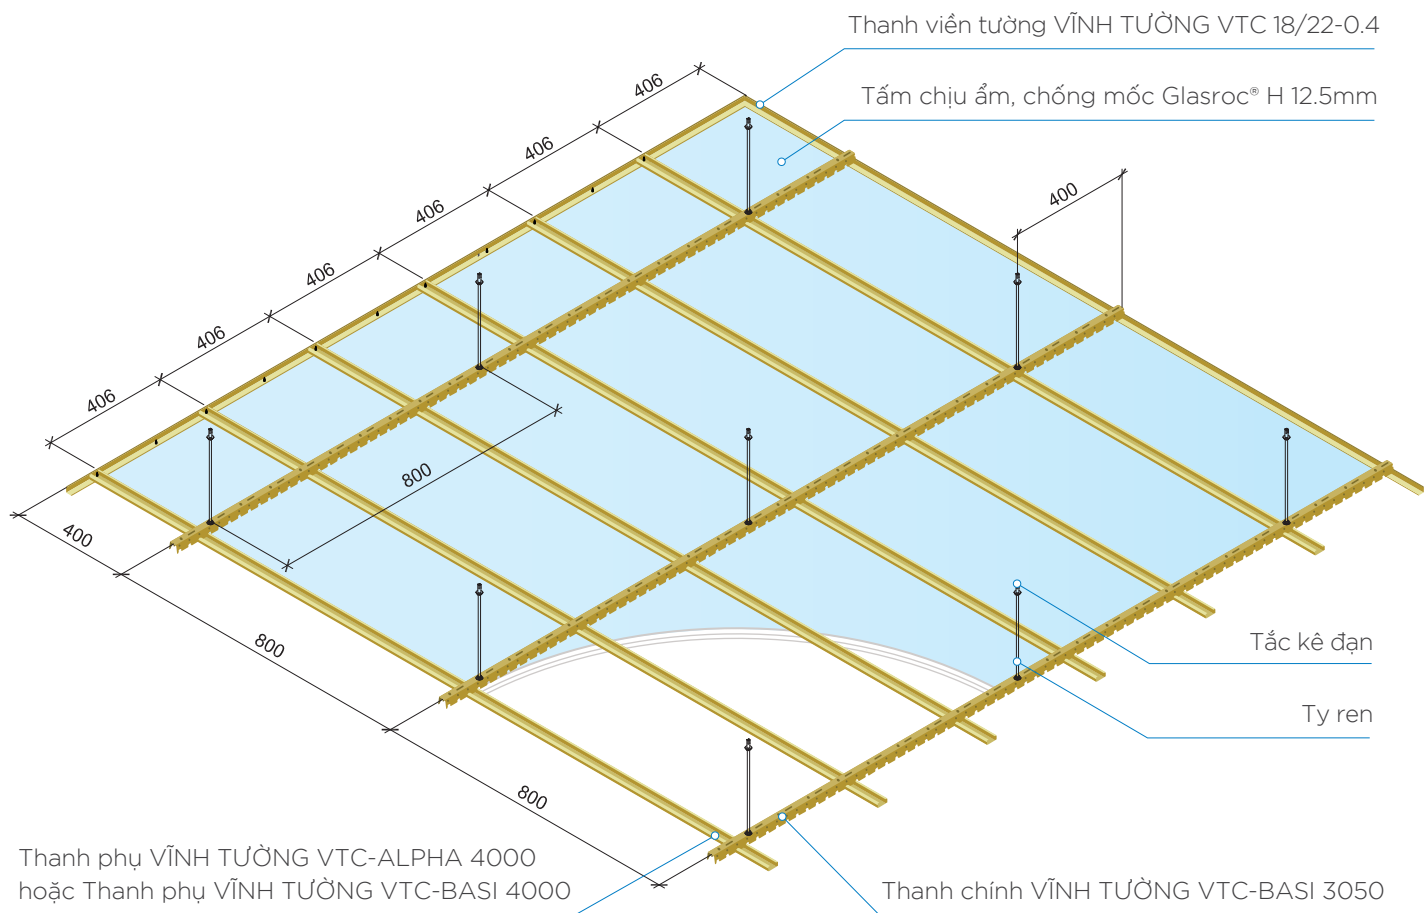 Thanh viền tường VĨNH TƯỜNG VTC 18/22-0.4
Tấm chịu ẩm, chống mốc Glasroc® H 12.5mm
406
406
406
406
406
406
400
800
400
800
800
Tắc kê đạn
Ty ren
Thanh phụ VĨNH TƯỜNG VTC-ALPHA 4000
hoặc Thanh phụ VĨNH TƯỜNG VTC-BASI 4000
Thanh chính VĨNH TƯỜNG VTC-BASI 3050